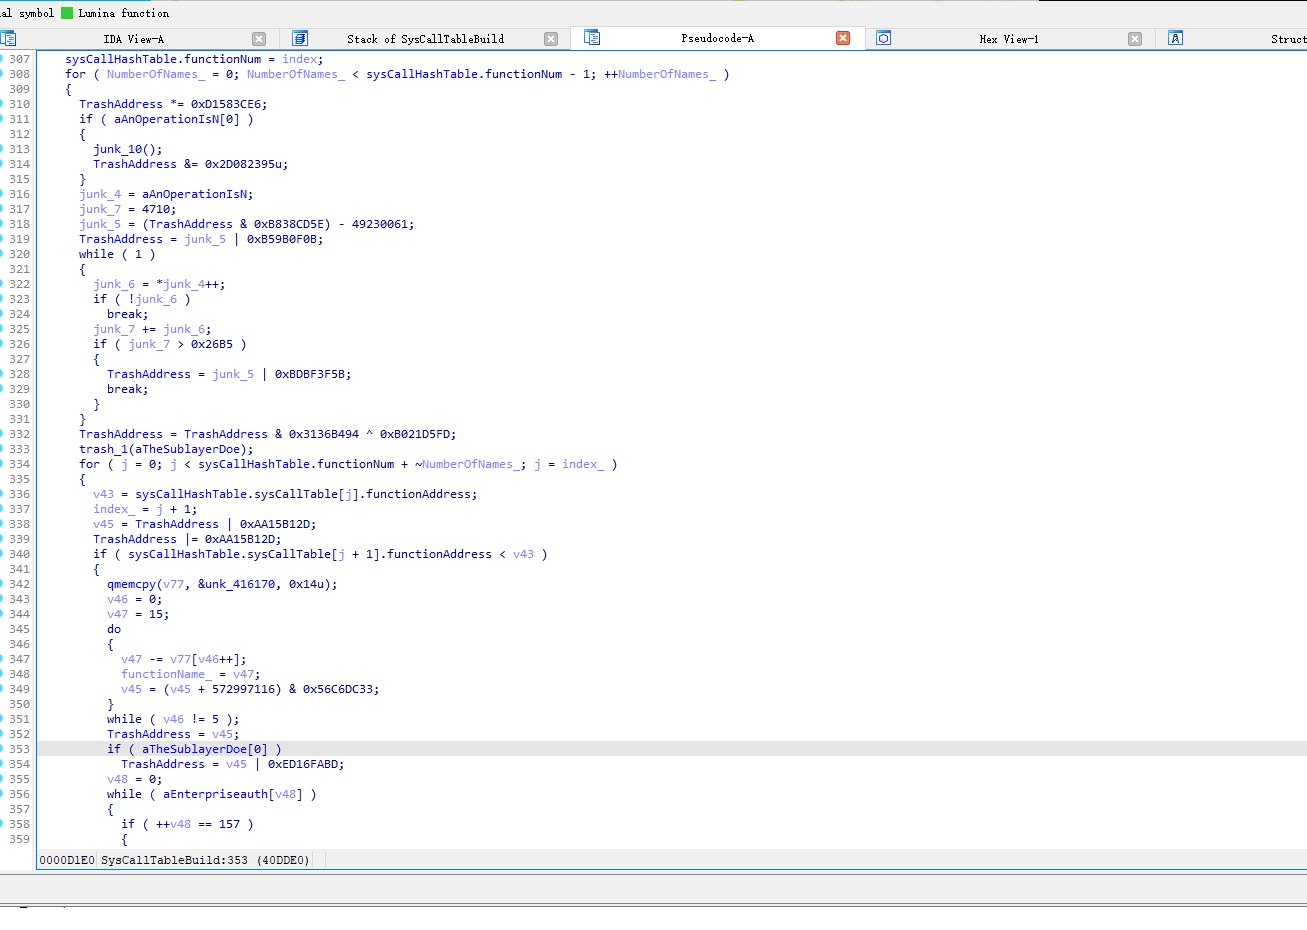 al symbol Lumina function
IDA View-A Stack of SysCallTableBuild Pseudocode-A Hex View-1 A Struct
307 sysCallHashTable.functionNum = index;
308 for ( NumberOfNames_ = 0; NumberOfNames_ < sysCallHashTable.functionNum - 1; ++NumberOfNames_ )
309 {
310 TrashAddress *= 0xD1583CE6;
311 if ( aAnOperationIsN[0] )
312 {
313 junk_10();
314 TrashAddress &= 0x2D082395u;
315 }
316 junk_4 = aAnOperationIsN;
317 junk_7 = 4710;
318 junk_5 = (TrashAddress & 0xB838CD5E) - 49230061;
319 TrashAddress = junk_5 | 0xB59B0F0B;
320 while ( 1 )
321 {
322 junk_6 = *junk_4++;
323 if ( !junk_6 )
324 break;
325 junk_7 += junk_6;
326 if ( junk_7 > 0x26B5 )
327 {
328 TrashAddress = junk_5 | 0xBDBF3F5B;
329 break;
330 }
331 }
332 TrashAddress = TrashAddress & 0x3136B494 ^ 0xB021D5FD;
333 trash_1(aTheSublayerDoe);
334 for ( j = 0; j < sysCallHashTable.functionNum + ~NumberOfNames_; j = index_ )
335 {
336 v43 = sysCallHashTable.sysCallTable[j].functionAddress;
337 index_ = j + 1;
338 v45 = TrashAddress | 0xAA15B12D;
339 TrashAddress |= 0xAA15B12D;
340 if ( sysCallHashTable.sysCallTable[j + 1].functionAddress < v43 )
341 {
342 qmemcpy(v77, &unk_416170, 0x14u);
343 v46 = 0;
344 v47 = 15;
345 do
346 {
347 v47 -= v77[v46++];
348 functionName_ = v47;
349 v45 = (v45 + 572997116) & 0x56C6DC33;
350 }
351 while ( v46 != 5 );
352 TrashAddress = v45;
353 if ( aTheSublayerDoe[0] )
354 TrashAddress = v45 | 0xED16FABD;
355 v48 = 0;
356 while ( aEnterpriseauth[v48] )
357 {
358 if ( ++v48 == 157 )
359 {
0000D1E0 SysCallTableBuild:353 (40DDE0)